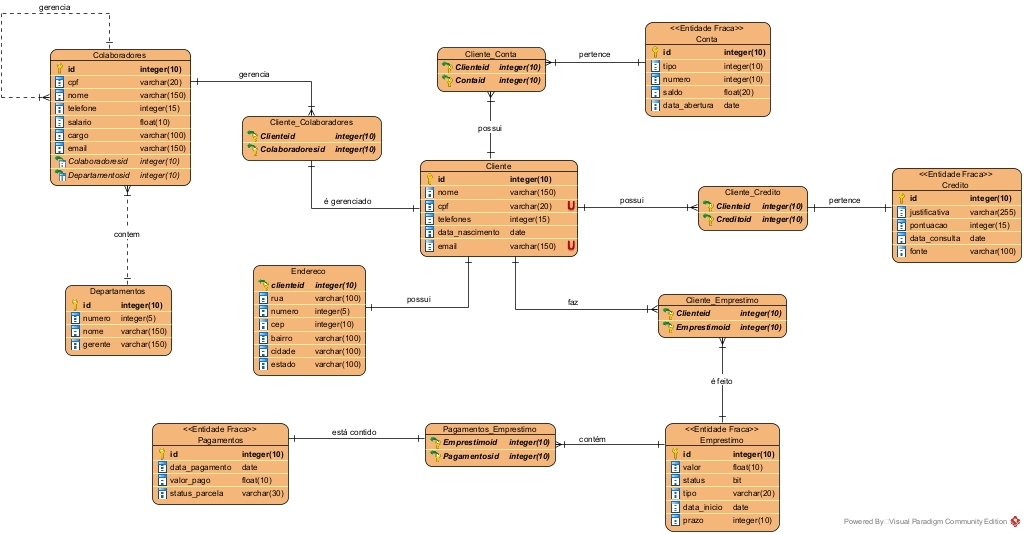 gerencia
Colaboradores
id integer(10)
cpf varchar(20)
nome varchar(150)
telefone integer(15)
salario float(10)
cargo varchar(100)
email varchar(150)
Colaboradoresid integer(10)
Departamentosid integer(10)
gerencia
Cliente_Colaboradores
Clienteid integer(10)
Colaboradoresid integer(10)
é gerenciado
Cliente_Conta
Clienteid integer(10)
Contaid integer(10)
pertence
<<Entidade Fraca>>
Conta
id integer(10)
tipo integer(10)
numero integer(10)
saldo float(20)
data_abertura date
possui
Cliente
id integer(10)
nome varchar(150)
cpf varchar(20) U
telefones integer(15)
data_nascimento date
email varchar(150) U
possui
Cliente_Credito
Clienteid integer(10)
Creditoid integer(10)
pertence
<<Entidade Fraca>>
Credito
id integer(10)
justificativa varchar(255)
pontuacao integer(15)
data_consulta date
fonte varchar(100)
contem
Departamentos
id integer(10)
numero integer(5)
nome varchar(150)
gerente varchar(150)
Endereco
clienteid integer(10)
rua varchar(100)
numero integer(5)
cep integer(10)
bairro varchar(100)
cidade varchar(100)
estado varchar(100)
possui
faz
Cliente_Emprestimo
Clienteid integer(10)
Emprestimoid integer(10)
é feito
<<Entidade Fraca>>
Pagamentos
id integer(10)
data_pagamento date
valor_pago float(10)
status_parcela varchar(30)
está contido
Pagamentos_Emprestimo
Emprestimoid integer(10)
Pagamentosid integer(10)
contém
<<Entidade Fraca>>
Emprestimo
id integer(10)
valor float(10)
status bit
tipo varchar(20)
data_inicio date
prazo integer(10)
Powered By Visual Paradigm Community Edition